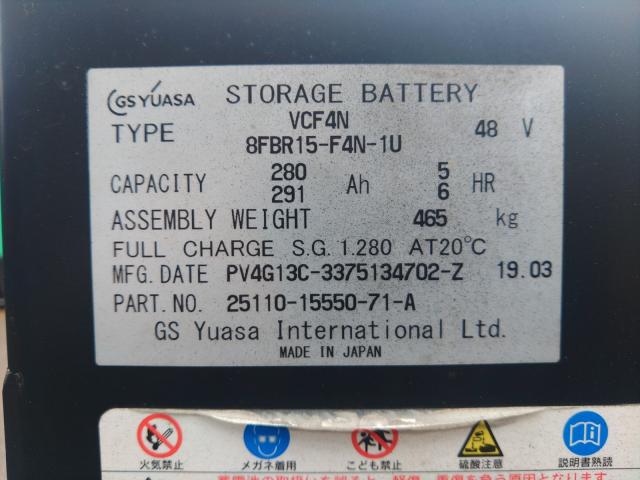 GS YUASA STORAGE BATTERY
TYPE VCF4N 48 V
8FBR15-F4N-1U
CAPACITY 280 Ah 5 HR
291 6
ASSEMBLY WEIGHT 465 kg
FULL CHARGE S.G. 1.280 AT20°C
MFG. DATE PV4G13C-3375134702-Z 19.03
PART. NO. 25110-15550-71-A
GS Yuasa International Ltd.
MADE IN JAPAN
火気禁止 メガネ着用 こども禁止 硫酸注意 説明書熟読